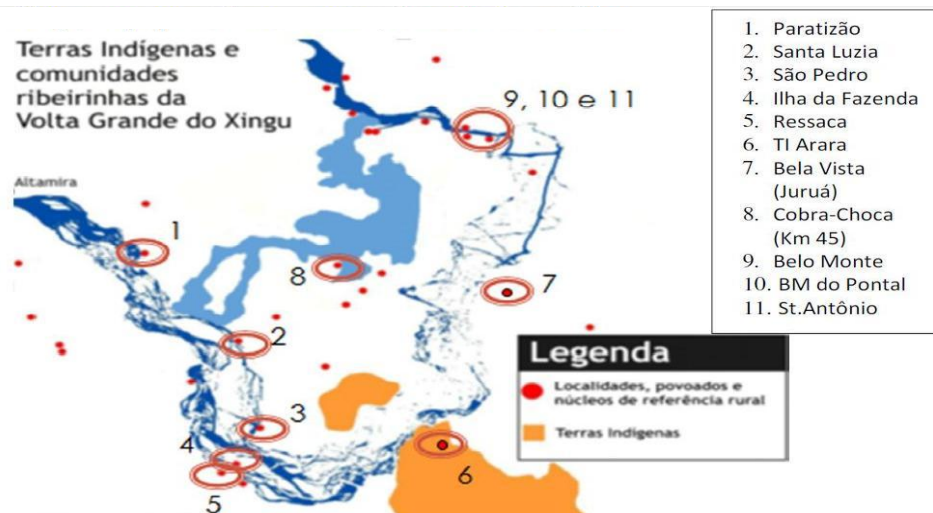 Terras Indígenas e
comunidades
ribeirinhas da
Volta Grande do Xingu
Altamira
1
2
3
4
5
6
7
8
9, 10 e 11
1. Paratizão
2. Santa Luzia
3. São Pedro
4. Ilha da Fazenda
5. Ressaca
6. TI Arara
7. Bela Vista
(Juruá)
8. Cobra-Choca
(Km 45)
9. Belo Monte
10. BM do Pontal
11. St.Antônio
Legenda
Localidades, povoados e
núcleos de referência rural
Terras Indígenas